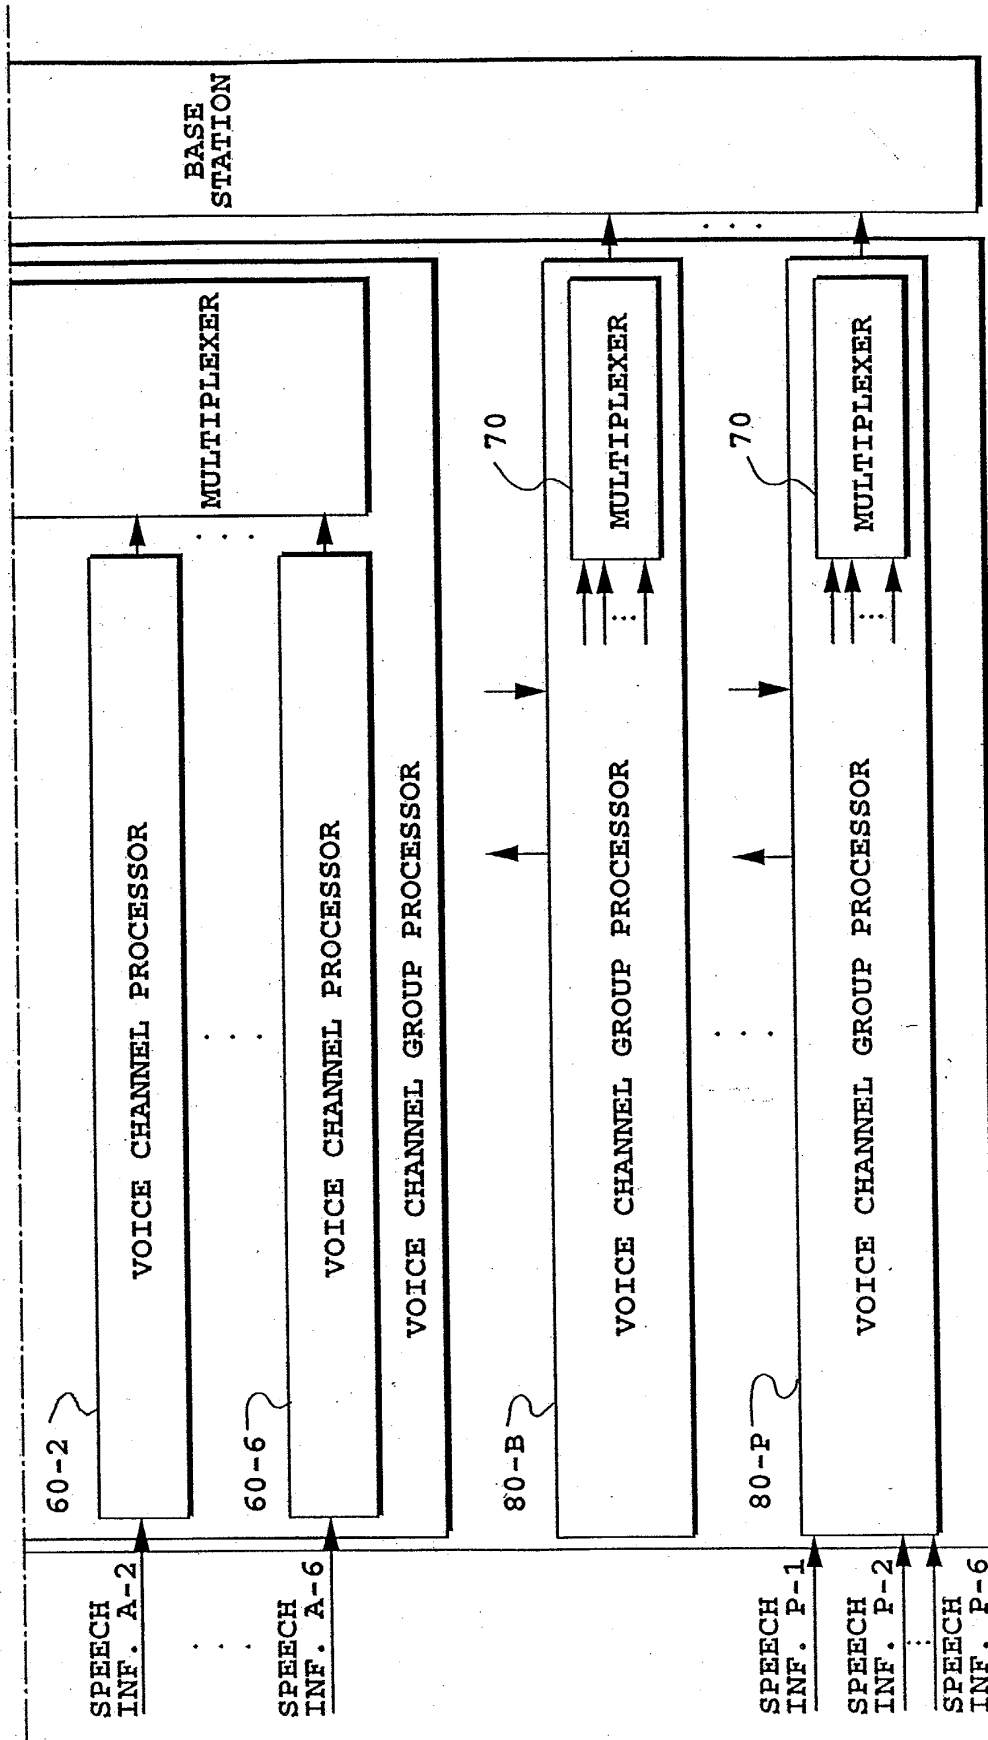 BASE
STATION
MULTIPLEXER
60-2
VOICE CHANNEL PROCESSOR
SPEECH
INF. A-2
60-6
VOICE CHANNEL PROCESSOR
SPEECH
INF. A-6
VOICE CHANNEL GROUP PROCESSOR
80-B
70
VOICE CHANNEL GROUP PROCESSOR
MULTIPLEXER
80-P
70
VOICE CHANNEL GROUP PROCESSOR
MULTIPLEXER
SPEECH
INF. P-1
SPEECH
INF. P-2
SPEECH
INF. P-6